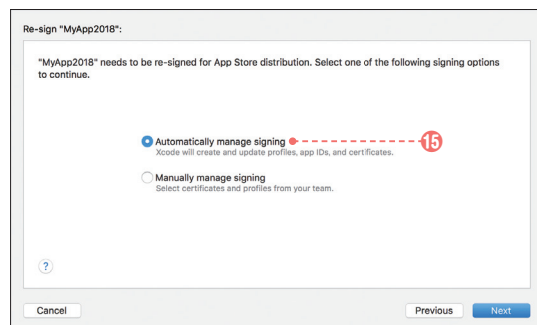 Re-sign "MyApp2018":
"MyApp2018" needs to be re-signed for App Store distribution. Select one of the following signing options
to continue.
Automatically manage signing
15
Xcode will create and update profiles, app IDs, and certificates.
Manually manage signing
Select certificates and profiles from your team.
?
Cancel
Previous
Next